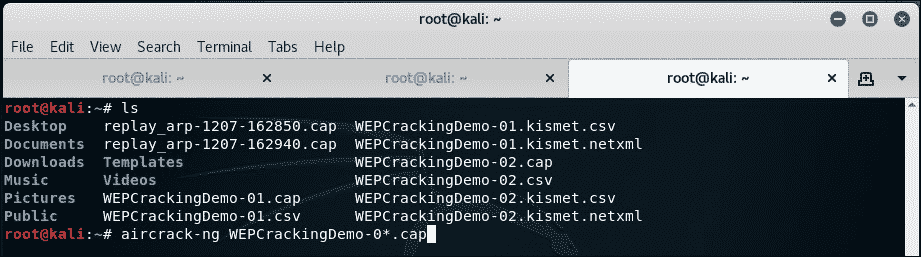 root@kali: ~
File Edit View Search Terminal Tabs Help
root@kali: ~ × root@kali: ~ × root@kali: ~ ×
root@kali:~# ls
Desktop replay_arp-1207-162850.cap WEPCrackingDemo-01.kismet.csv
Documents replay_arp-1207-162940.cap WEPCrackingDemo-01.kismet.netxml
Downloads Templates WEPCrackingDemo-02.cap
Music Videos WEPCrackingDemo-02.csv
Pictures WEPCrackingDemo-01.cap WEPCrackingDemo-02.kismet.csv
Public WEPCrackingDemo-01.csv WEPCrackingDemo-02.kismet.netxml
root@kali:~# aircrack-ng WEPCrackingDemo-0*.cap